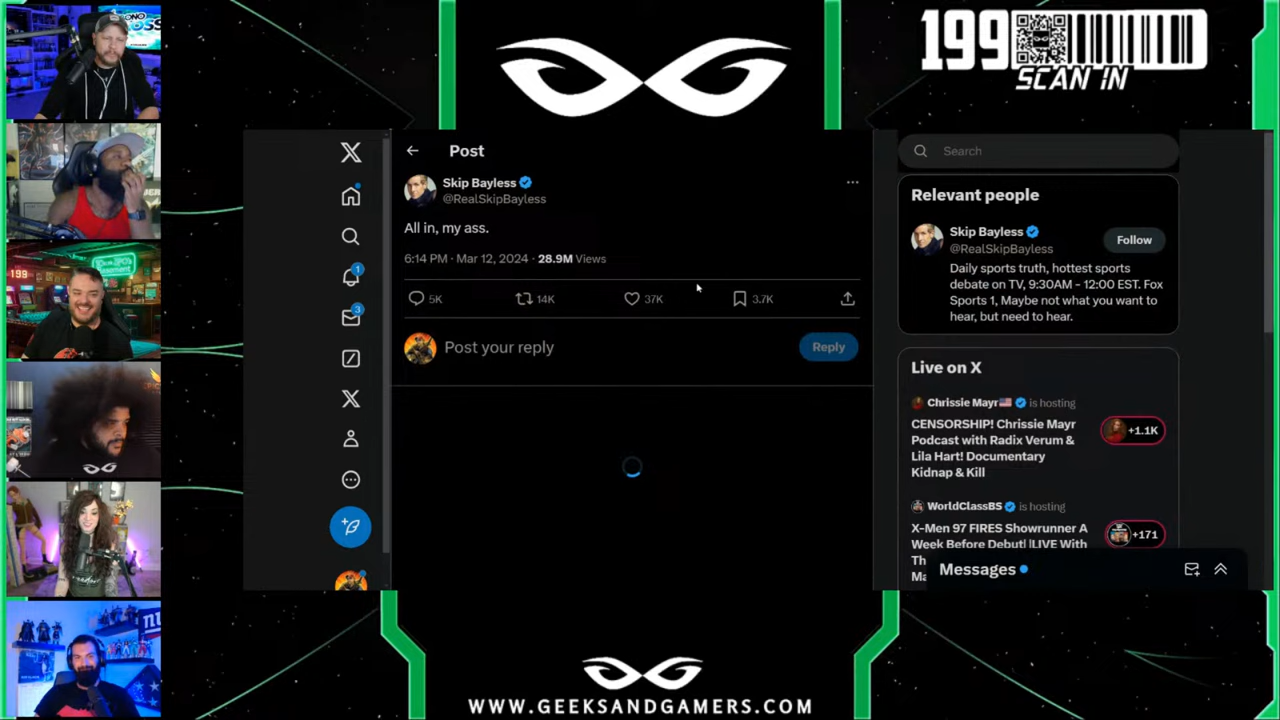 199
SCAN IN
Post
Skip Bayless
@RealSkipBayless
All in, my ass.
6:14 PM · Mar 12, 2024 · 28.9M Views
5K
14K
37K
3.7K
Post your reply
Reply
Search
Relevant people
Skip Bayless
@RealSkipBayless
Follow
Daily sports truth, hottest sports
debate on TV, 9:30AM - 12:00 EST. Fox
Sports 1, Maybe not what you want to
hear, but need to hear.
Live on X
Chrissie Mayr is hosting
CENSORSHIP! Chrissie Mayr
Podcast with Radix Verum &
Lila Hart! Documentary
Kidnap & Kill
+1.1K
WorldClassBS is hosting
X-Men 97 FIRES Showrunner A
Week Before Debut! |LIVE With
+171
Messages
1
3
199
WWW.GEEKSANDGAMERS.COM